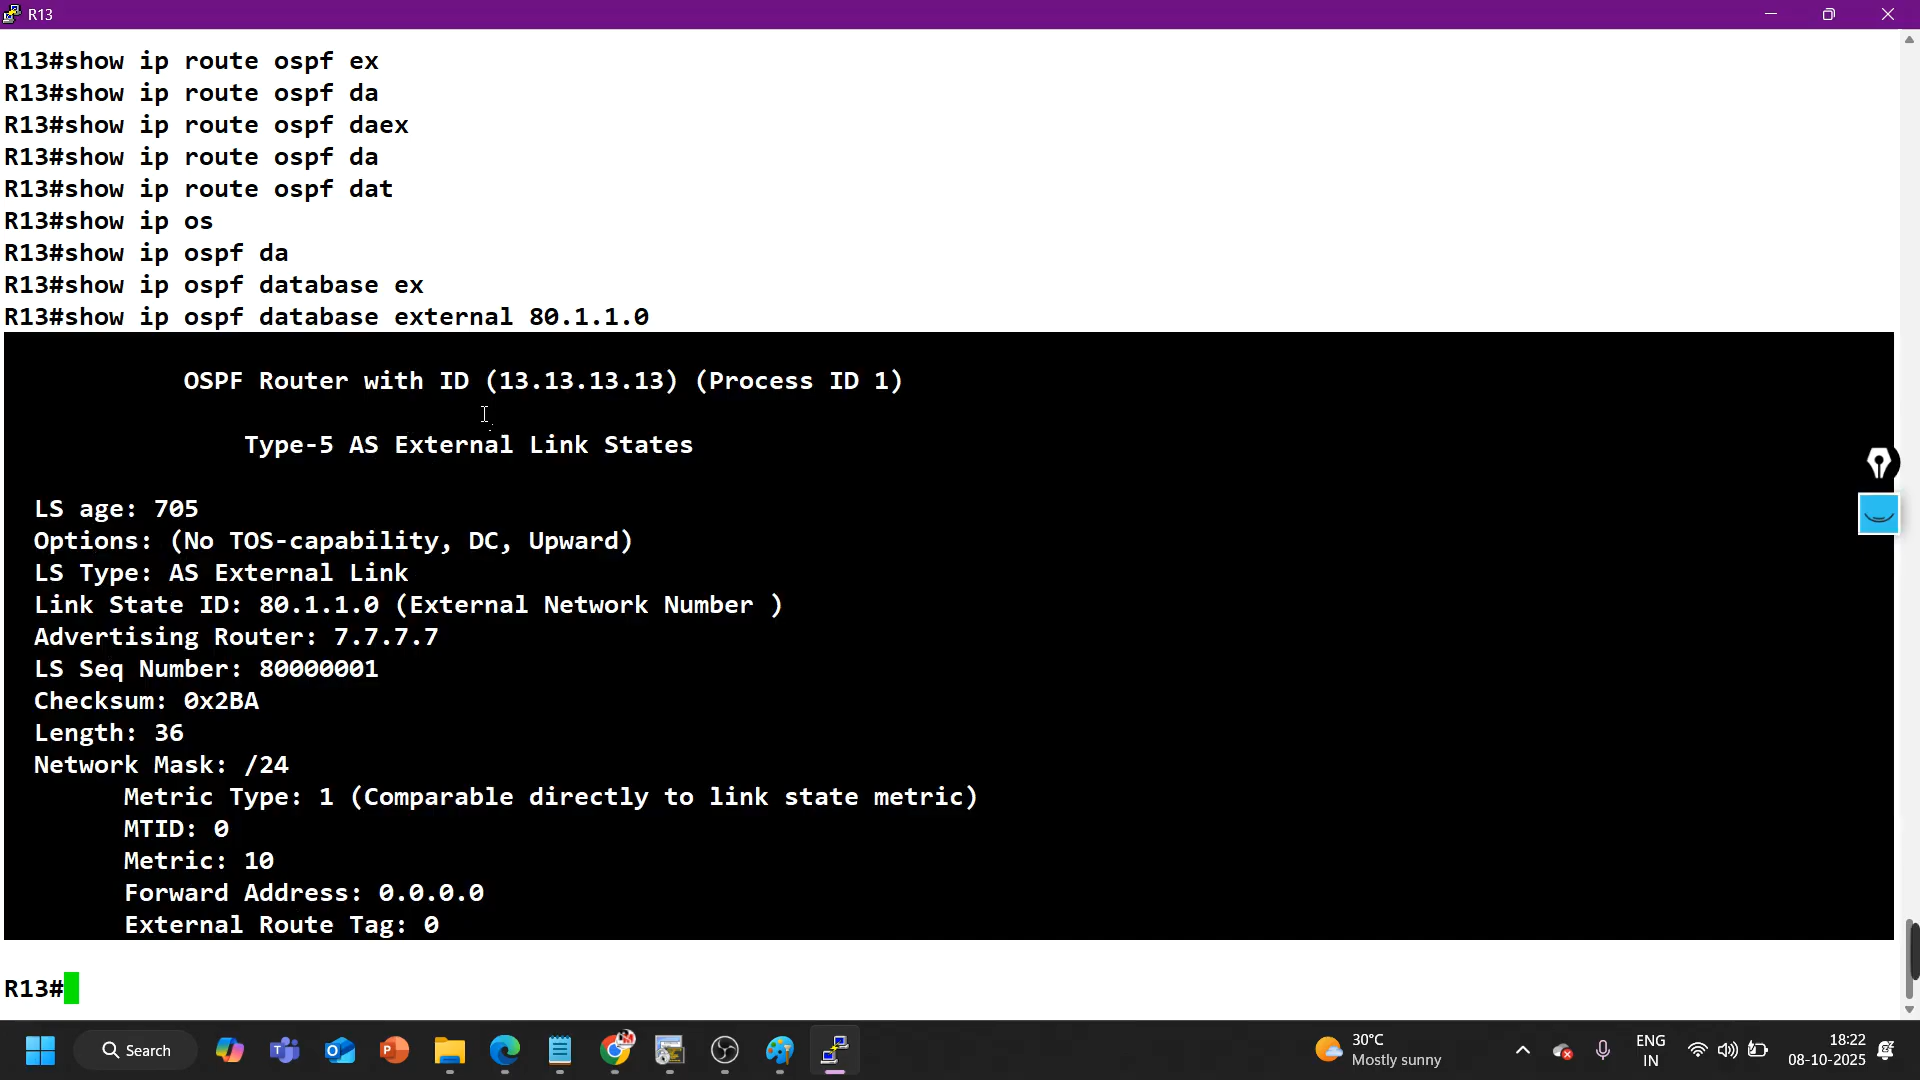 R13
R13#show ip route ospf ex
R13#show ip route ospf da
R13#show ip route ospf daex
R13#show ip route ospf da
R13#show ip route ospf dat
R13#show ip os
R13#show ip ospf da
R13#show ip ospf database ex
R13#show ip ospf database external 80.1.1.0
OSPF Router with ID (13.13.13.13) (Process ID 1)
Type-5 AS External Link States
LS age: 705
Options: (No TOS-capability, DC, Upward)
LS Type: AS External Link
Link State ID: 80.1.1.0 (External Network Number )
Advertising Router: 7.7.7.7
LS Seq Number: 80000001
Checksum: 0x2BA
Length: 36
Network Mask: /24
Metric Type: 1 (Comparable directly to link state metric)
MTID: 0
Metric: 10
Forward Address: 0.0.0.0
External Route Tag: 0
R13#
Search
30°C
Mostly sunny
ENG
IN
18:22
08-10-2025